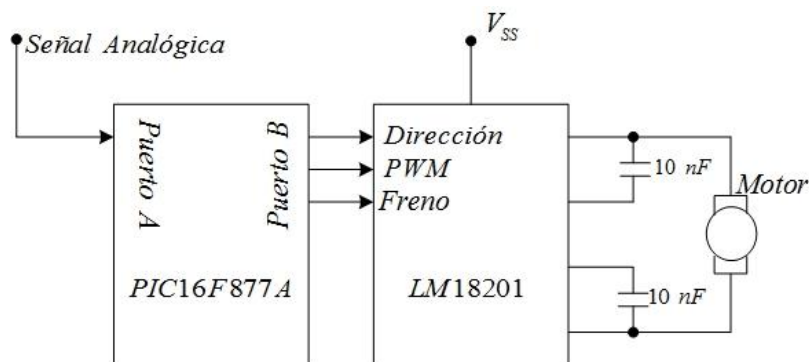 Señal Analógica
V_SS
Puerto A
Puerto B
Dirección
PWM
Freno
10 nF
Motor
10 nF
PIC16F877A
LM18201